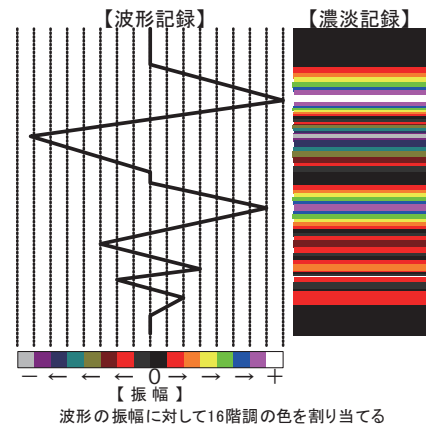 【波形記録】 【濃淡記録】
－ ← ← ← 0 → → → ＋
【 振 幅 】
波形の振幅に対して16階調の色を割り当てる